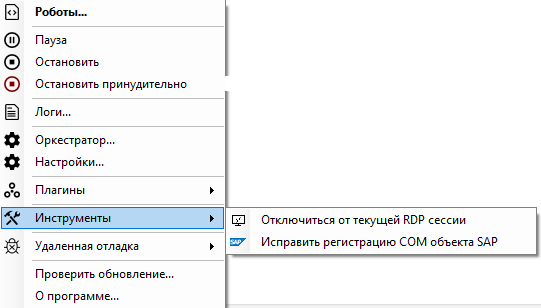 Роботы...
Пауза
Остановить
Остановить принудительно
Логи...
Оркестратор...
Настройки...
Плагины
Инструменты
Отключиться от текущей RDP сессии
SAP Исправить регистрацию COM объекта SAP
Удаленная отладка
Проверить обновление...
О программе...